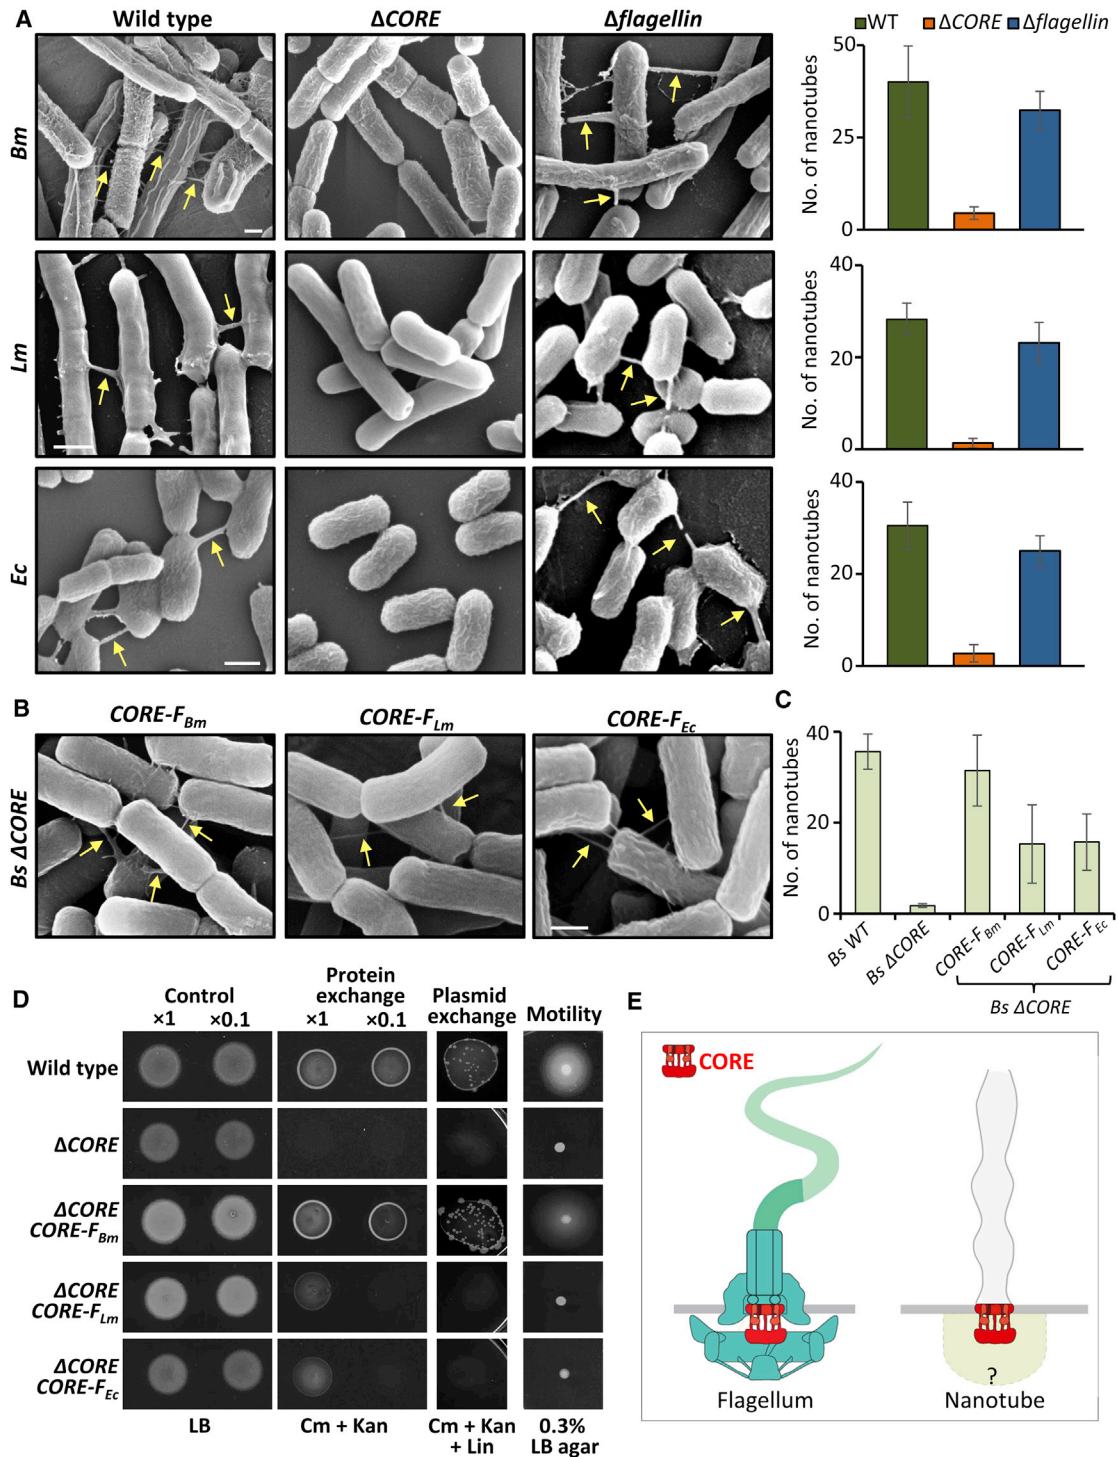 A
Wild type
ΔCORE
Δflagellin
WT
ΔCORE
Δflagellin
Bm
No. of nanotubes
50
25
0
Lm
No. of nanotubes
40
20
0
Ec
No. of nanotubes
40
20
0
B
CORE-FBm
CORE-FLm
CORE-FEc
Bs ΔCORE
C
No. of nanotubes
40
20
0
Bs WT
Bs ΔCORE
CORE-FBm
CORE-FLm
CORE-FEc
Bs ΔCORE
D
Control
×1 ×0.1
Protein
exchange
×1 ×0.1
Plasmid
exchange
Motility
Wild type
ΔCORE
ΔCORE
CORE-FBm
ΔCORE
CORE-FLm
ΔCORE
CORE-FEc
LB
Cm + Kan
Cm + Kan
+ Lin
0.3%
LB agar
E
CORE
?
Flagellum
Nanotube